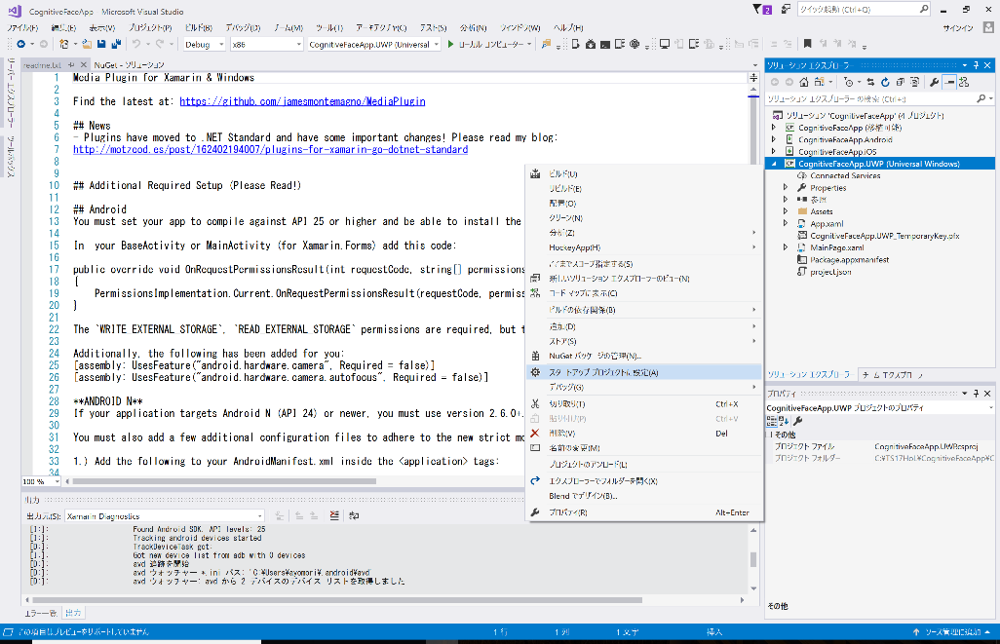 CognitiveFaceApp - Microsoft Visual Studio
2
クイック起動 (Ctrl+Q)
ファイル(F) 編集(E) 表示(V) プロジェクト(P) ビルド(B) デバッグ(D) チーム(M) ツール(T) アーキテクチャ(C) テスト(S) 分析(N) ウィンドウ(W) ヘルプ(H)
サインイン
Debug x86 CognitiveFaceApp.UWP (Universal ローカル コンピューター
サーバー エクスプローラー
ツールボックス
readme.txt NuGet - ソリューション
1 Media Plugin for Xamarin & Windows
2
3 Find the latest at: https://github.com/jamesmontemagno/MediaPlugin
4
5 ## News
6 - Plugins have moved to .NET Standard and have some important changes! Please read my blog:
7 http://motzcod.es/post/162402194007/plugins-for-xamarin-go-dotnet-standard
8
9
10 ## Additional Required Setup (Please Read!)
11
12 ## Android
13 You must set your app to compile against API 25 or higher and be able to install the
14
15 In your BaseActivity or MainActivity (for Xamarin.Forms) add this code:
16
17 public override void OnRequestPermissionsResult(int requestCode, string[] permissions
18 {
19 PermissionsImplementation.Current.OnRequestPermissionsResult(requestCode, permiss
20 }
21
22 The `WRITE_EXTERNAL_STORAGE`, `READ_EXTERNAL_STORAGE` permissions are required, but t
23
24 Additionally, the following has been added for you:
25 [assembly: UsesFeature("android.hardware.camera", Required = false)]
26 [assembly: UsesFeature("android.hardware.camera.autofocus", Required = false)]
27
28 **ANDROID N**
29 If your application targets Android N (API 24) or newer, you must use version 2.6.0+.
30
31 You must also add a few additional configuration files to adhere to the new strict mo
32
33 1.) Add the following to your AndroidManifest.xml inside the <application> tags:
34
100 %
ビルド(U)
リビルド(E)
配置(O)
クリーン(N)
分析(Z)
HockeyApp(H)
ここまでスコープ指定する(S)
新しいソリューション エクスプローラーのビュー(N)
コード マップに表示(C)
ビルドの依存関係(B)
追加(D)
ストア(S)
NuGet パッケージの管理(N)...
スタートアップ プロジェクトに設定(A)
デバッグ(G)
切り取り(T) Ctrl+X
貼り付け(P) Ctrl+V
削除(V) Del
名前の変更(M)
プロジェクトのアンロード(L)
エクスプローラーでフォルダーを開く(X)
Blend でデザイン(B)...
プロパティ(R) Alt+Enter
ソリューション エクスプローラー
ソリューション エクスプローラー の検索 (Ctrl+;)
ソリューション 'CognitiveFaceApp' (4 プロジェクト)
CognitiveFaceApp (移植可能)
CognitiveFaceApp.Android
CognitiveFaceApp.iOS
CognitiveFaceApp.UWP (Universal Windows)
Connected Services
Properties
参照
Assets
App.xaml
CognitiveFaceApp.UWP_TemporaryKey.pfx
MainPage.xaml
Package.appxmanifest
project.json
ソリューション エクスプローラー チーム エクスプローラー
プロパティ
CognitiveFaceApp.UWP プロジェクトのプロパティ
その他
プロジェクト ファイル CognitiveFaceApp.UWP.csproj
プロジェクト フォルダー C:¥TS17Hol¥CognitiveFaceApp¥C
その他
出力
出力元(S): Xamarin Diagnostics
[I:]: Found Android SDK. API levels: 25
[I:]: Tracking android devices started
[D:]: TrackDeviceTask got:
[I:]: Got new device list from adb with 0 devices
[D:]: avd 追跡を開始
[D:]: avd ウォッチャー *.ini パス: 'C:¥Users¥ayomori¥.android¥avd'
[D:]: avd ウォッチャー: avd から 2 デバイスのデバイス リストを取得しました
エラー一覧 出力
この項目はプレビューをサポートしていません 1 行 1 列 1 文字 挿入 ソース管理に追加